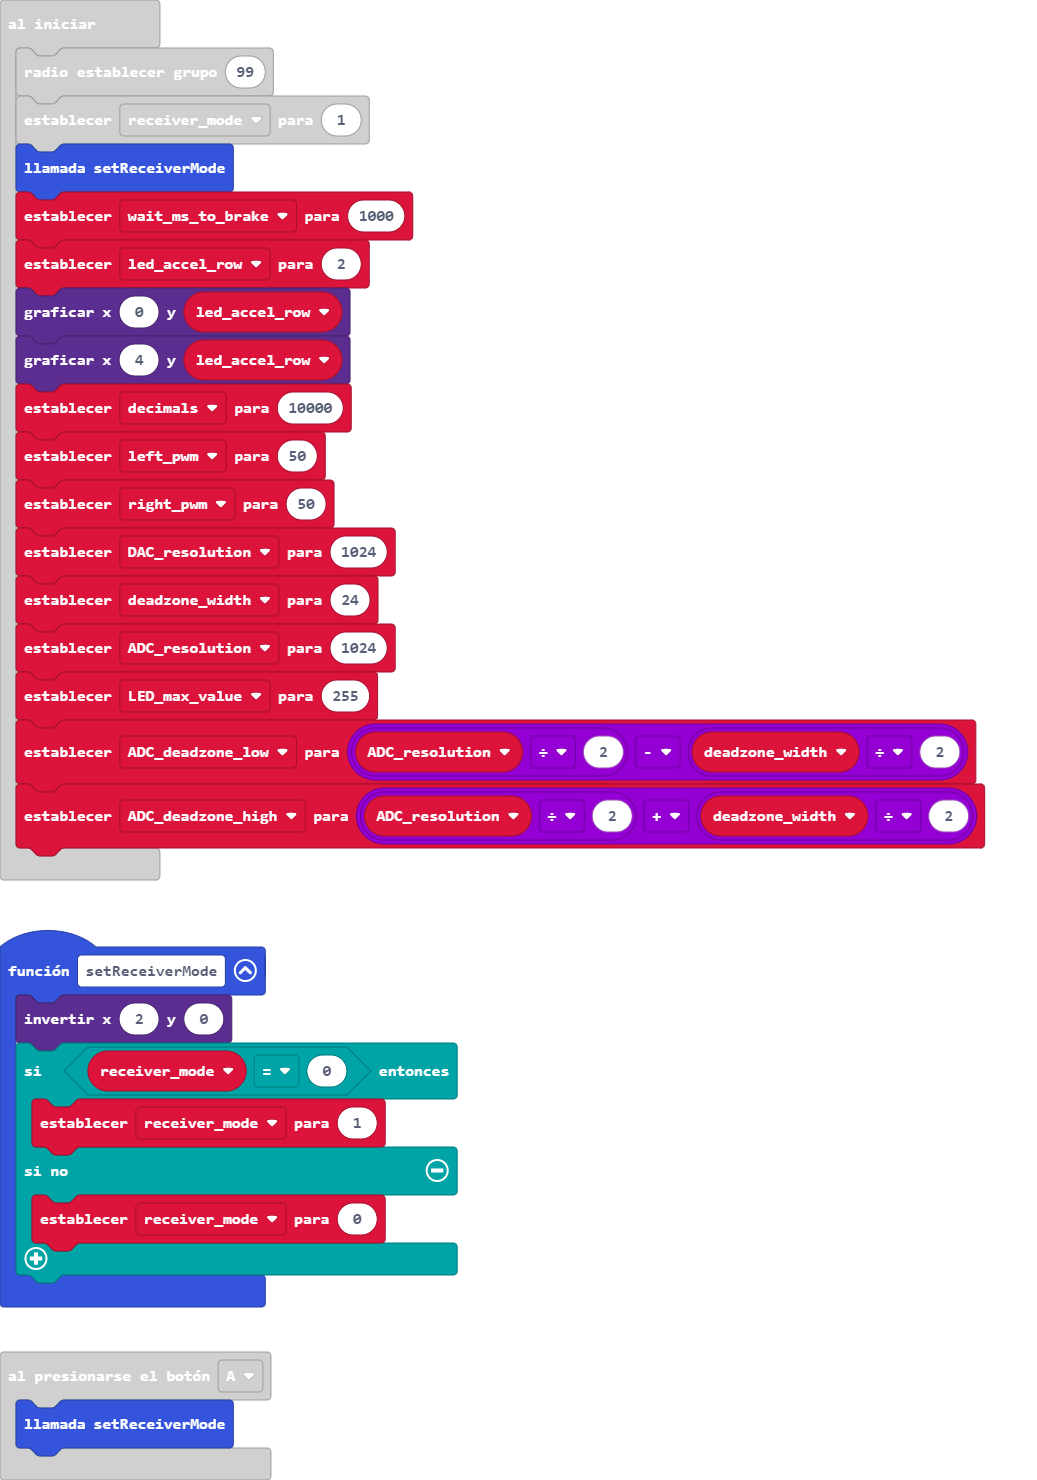 al iniciar
radio establecer grupo 99
establecer receiver_mode para 1
llamada setReceiverMode
establecer wait_ms_to_brake para 1000
establecer led_accel_row para 2
graficar x 0 y led_accel_row
graficar x 4 y led_accel_row
establecer decimals para 10000
establecer left_pwm para 50
establecer right_pwm para 50
establecer DAC_resolution para 1024
establecer deadzone_width para 24
establecer ADC_resolution para 1024
establecer LED_max_value para 255
establecer ADC_deadzone_low para ADC_resolution ÷ 2 - deadzone_width ÷ 2
establecer ADC_deadzone_high para ADC_resolution ÷ 2 + deadzone_width ÷ 2
función setReceiverMode
invertir x 2 y 0
si receiver_mode = 0 entonces
establecer receiver_mode para 1
si no
establecer receiver_mode para 0
al presionarse el botón A
llamada setReceiverMode